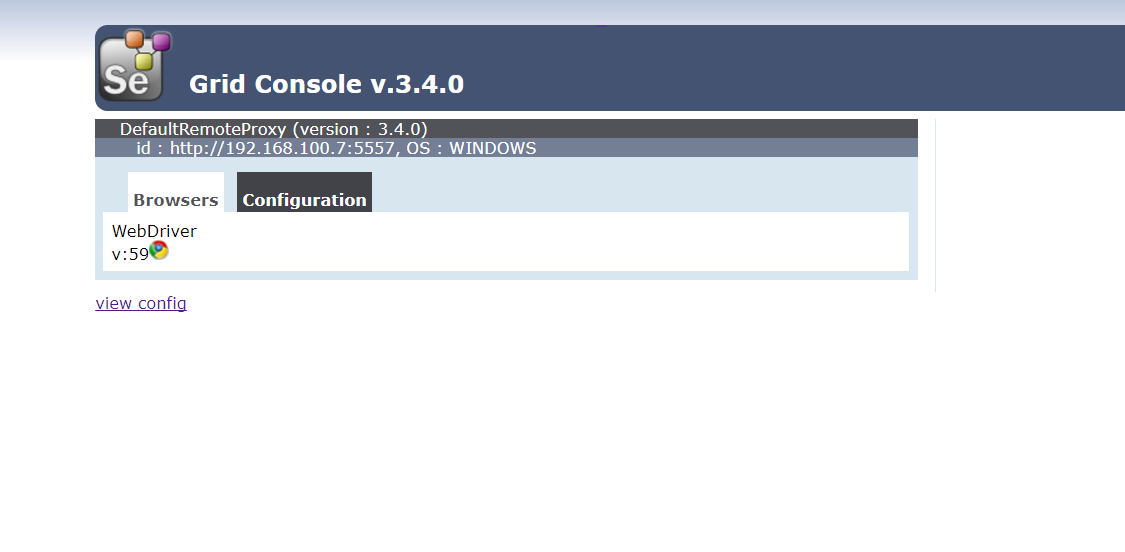 Se
Grid Console v.3.4.0
DefaultRemoteProxy (version : 3.4.0)
id : http://192.168.100.7:5557, OS : WINDOWS
Browsers Configuration
WebDriver
v:59
view config